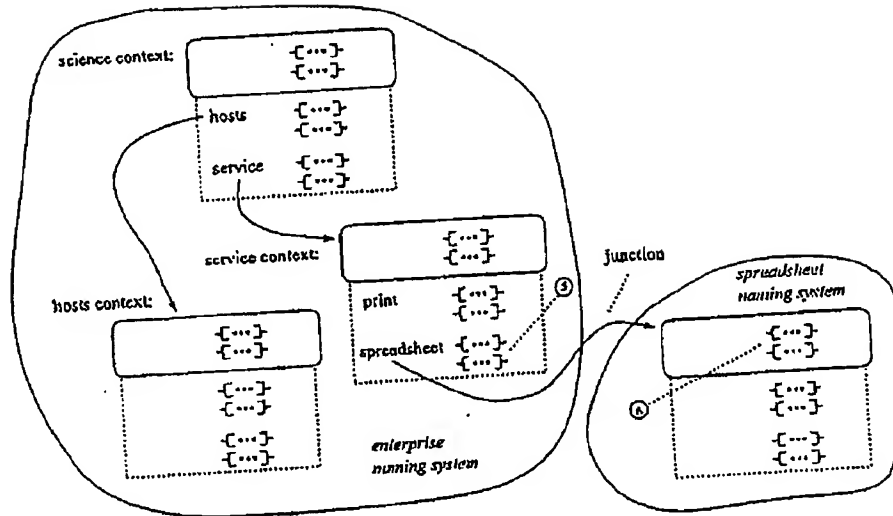 science context:
-[•••]-
-[•••]-
hosts
-[•••]-
-[•••]-
service
-[•••]-
-[•••]-
service context:
-[•••]-
-[•••]-
print
-[•••]-
-[•••]-
spreadsheet
-[•••]-
-[•••]-
hosts context:
-[•••]-
-[•••]-
-[•••]-
-[•••]-
-[•••]-
-[•••]-
enterprise
naming system
junction
spreadsheet
naming system
-[•••]-
-[•••]-
-[•••]-
-[•••]-
-[•••]-
-[•••]-